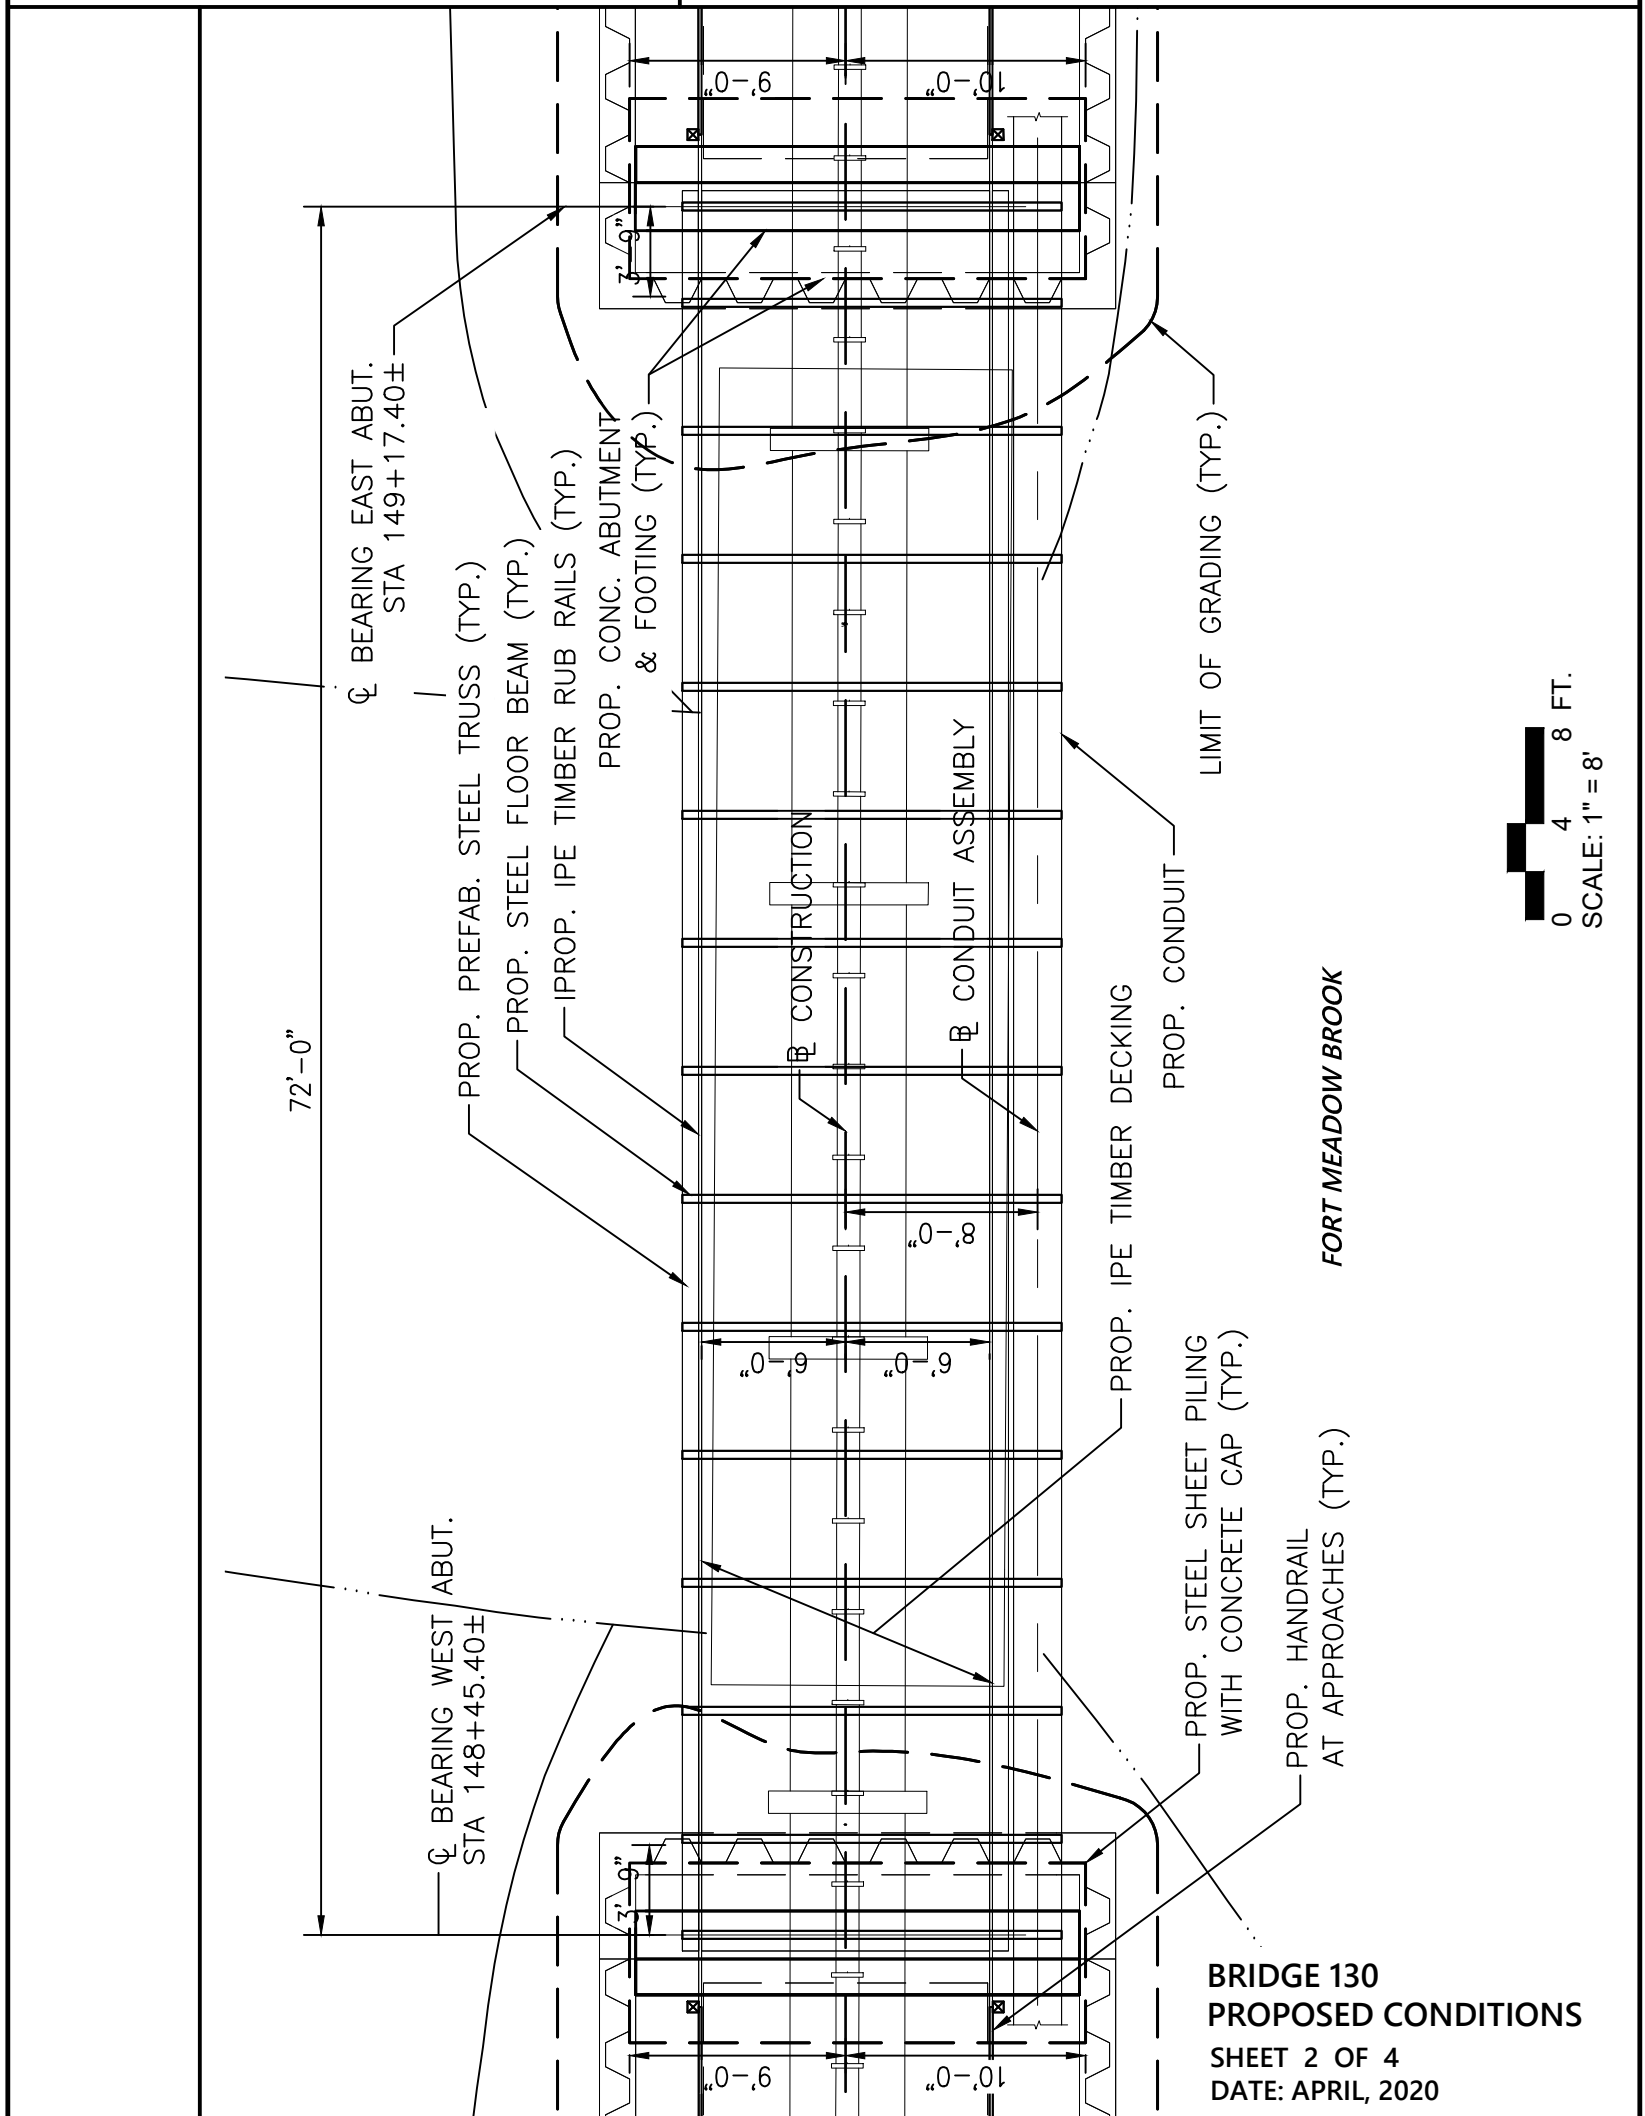 9'-0"
10'-0"
3' 9"
℄ BEARING EAST ABUT.
STA 149+17.40±
72'-0"
PROP. PREFAB. STEEL TRUSS (TYP.)
PROP. STEEL FLOOR BEAM (TYP.)
IPROP. IPE TIMBER RUB RAILS (TYP.)
PROP. CONC. ABUTMENT
& FOOTING (TYP.)
LIMIT OF GRADING (TYP.)
BL CONSTRUCTION
BL CONDUIT ASSEMBLY
PROP. CONDUIT
PROP. IPE TIMBER DECKING
8'-0"
6'-0"
6'-0"
0 4 8 FT.
SCALE: 1" = 8'
FORT MEADOW BROOK
℄ BEARING WEST ABUT.
STA 148+45.40±
PROP. STEEL SHEET PILING
WITH CONCRETE CAP (TYP.)
PROP. HANDRAIL
AT APPROACHES (TYP.)
3' 9"
9'-0"
10'-0"
BRIDGE 130
PROPOSED CONDITIONS
SHEET 2 OF 4
DATE: APRIL, 2020